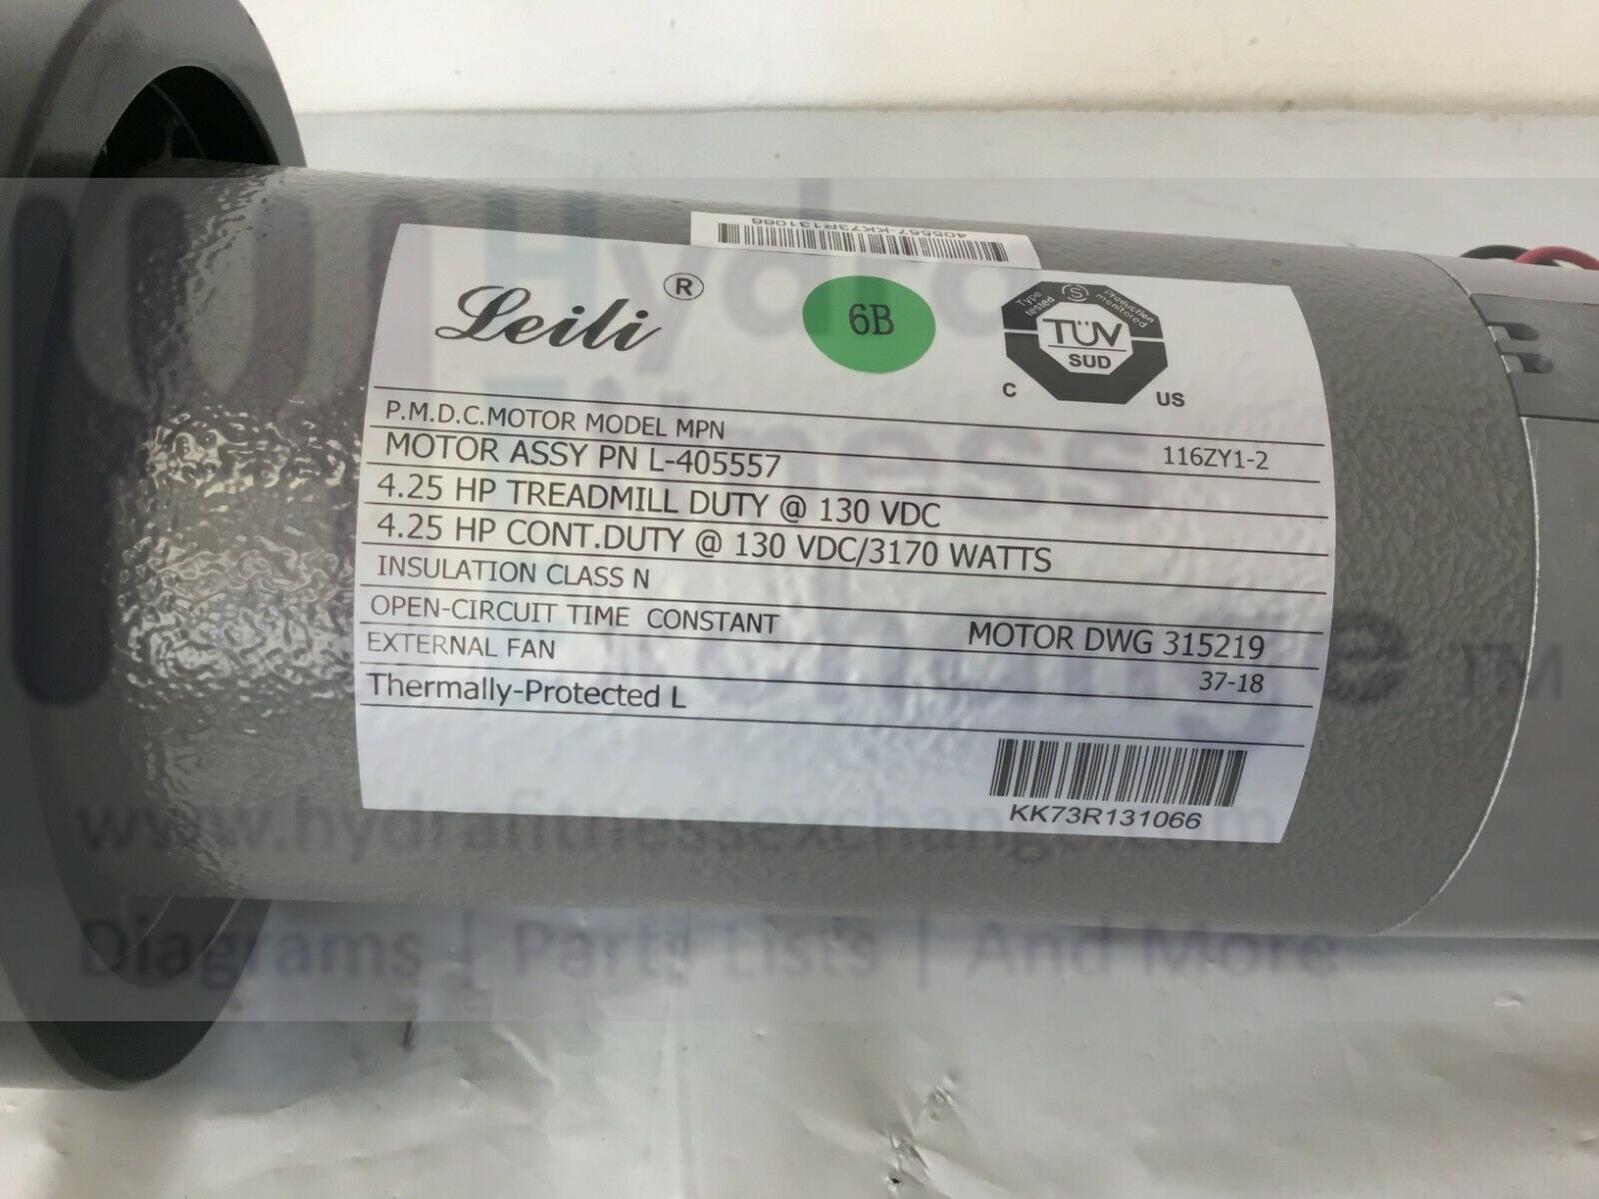 405557-KK73R131066
Leili ®
6B
Type tested S Production monitored
TÜV
SÜD
C US
P.M.D.C.MOTOR MODEL MPN 116ZY1-2
MOTOR ASSY PN L-405557
4.25 HP TREADMILL DUTY @ 130 VDC
4.25 HP CONT.DUTY @ 130 VDC/3170 WATTS
INSULATION CLASS N
OPEN-CIRCUIT TIME CONSTANT MOTOR DWG 315219
EXTERNAL FAN 37-18
Thermally-Protected L
KK73R131066
Hydra
Fitness
Exchange TM
www.hydrafitnessexchange.com
Diagrams | Parts Lists | And More